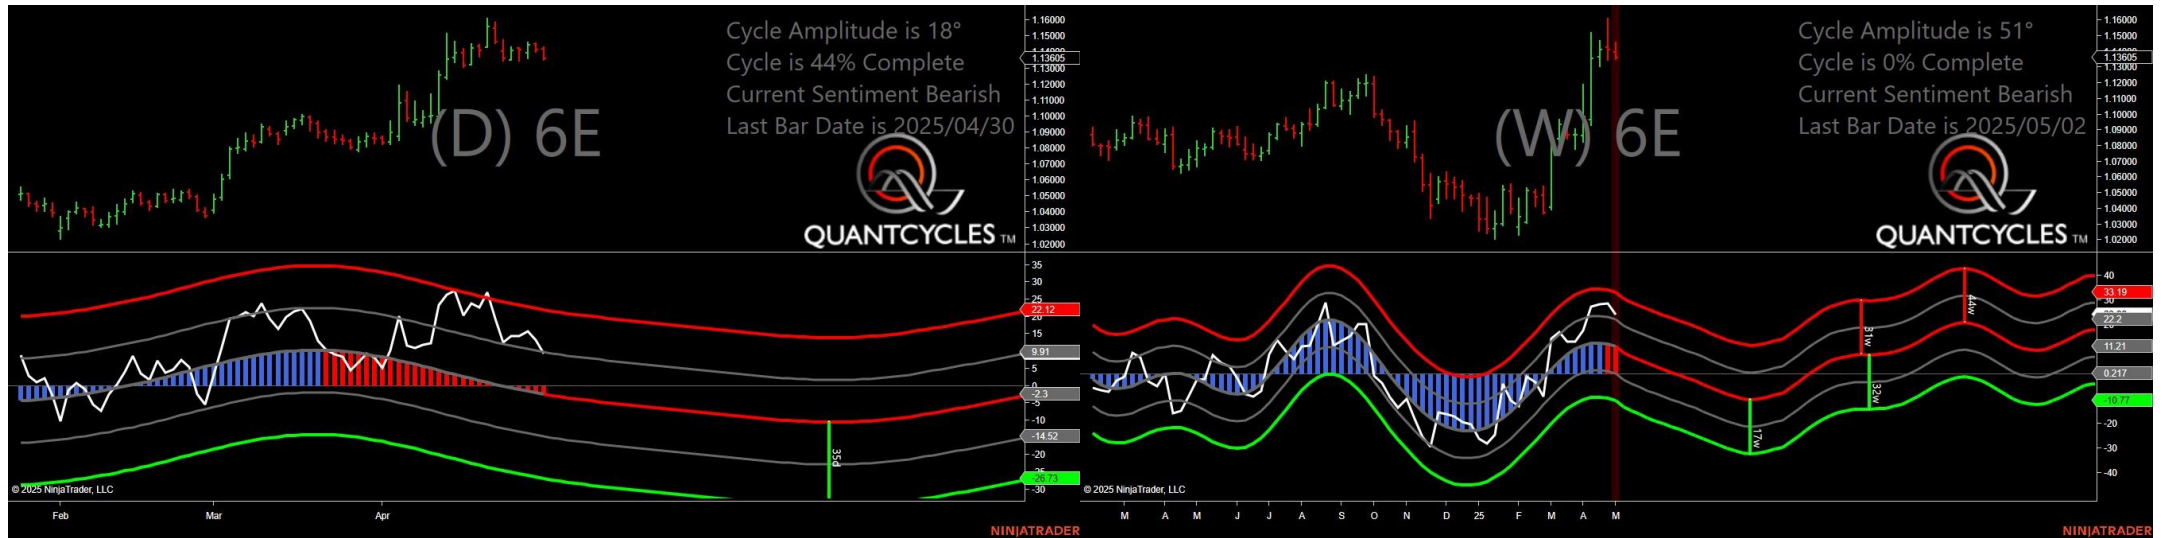 Cycle Amplitude is 18°
Cycle is 44% Complete
Current Sentiment Bearish
Last Bar Date is 2025/04/30
(D) 6E
QUANTCYCLES TM
1.16000
1.15000
1.13605
1.13000
1.12000
1.11000
1.10000
1.09000
1.08000
1.07000
1.06000
1.05000
1.04000
1.03000
1.02000
35
30
25
22.12
20
15
9.91
5
0
-2.3
-5
-10
-14.52
-20
-26.73
-30
35d
© 2025 NinjaTrader, LLC
Feb Mar Apr
NINJATRADER
Cycle Amplitude is 51°
Cycle is 0% Complete
Current Sentiment Bearish
Last Bar Date is 2025/05/02
(W) 6E
QUANTCYCLES TM
1.16000
1.15000
1.13605
1.13000
1.12000
1.11000
1.10000
1.09000
1.08000
1.07000
1.06000
1.05000
1.04000
1.03000
1.02000
40
33.19
30
22.2
11.21
0.217
-10.77
-20
-30
-40
17w
31w
32w
44w
© 2025 NinjaTrader, LLC
M A M J J A S O N D 25 F M A M
NINJATRADER